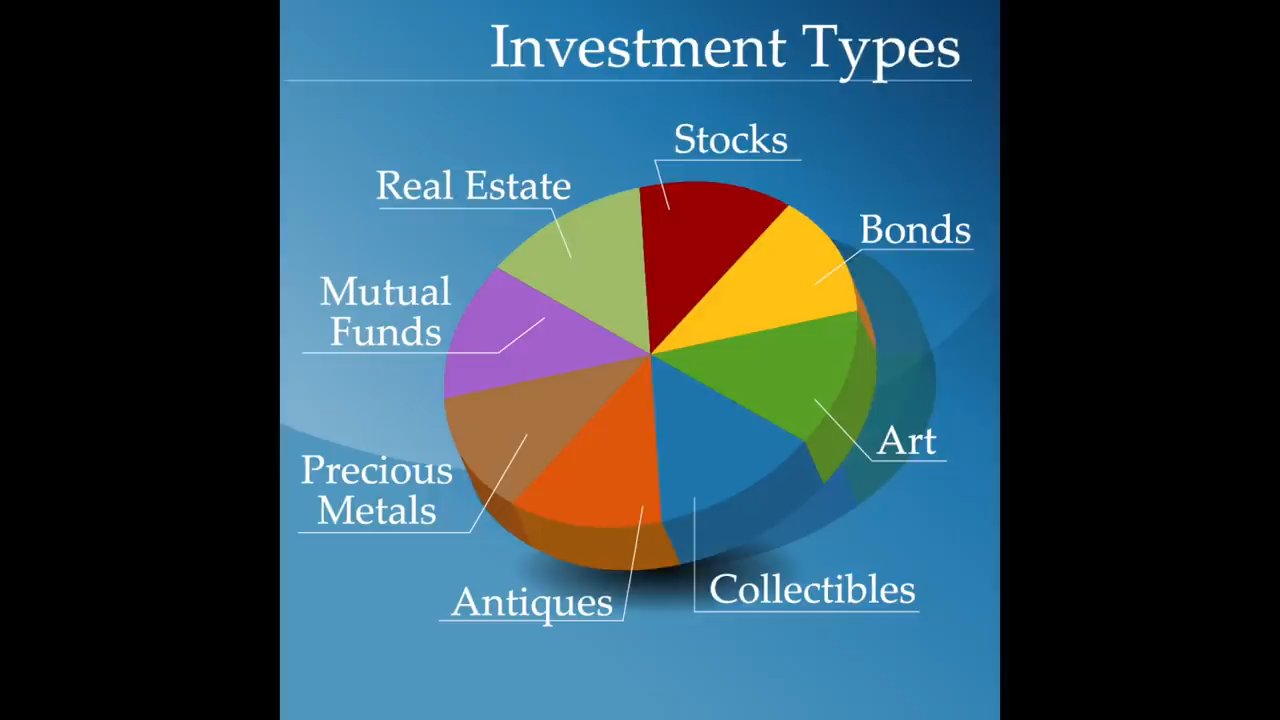 Investment Types
Stocks
Real Estate
Bonds
Mutual
Funds
Art
Precious
Metals
Collectibles
Antiques